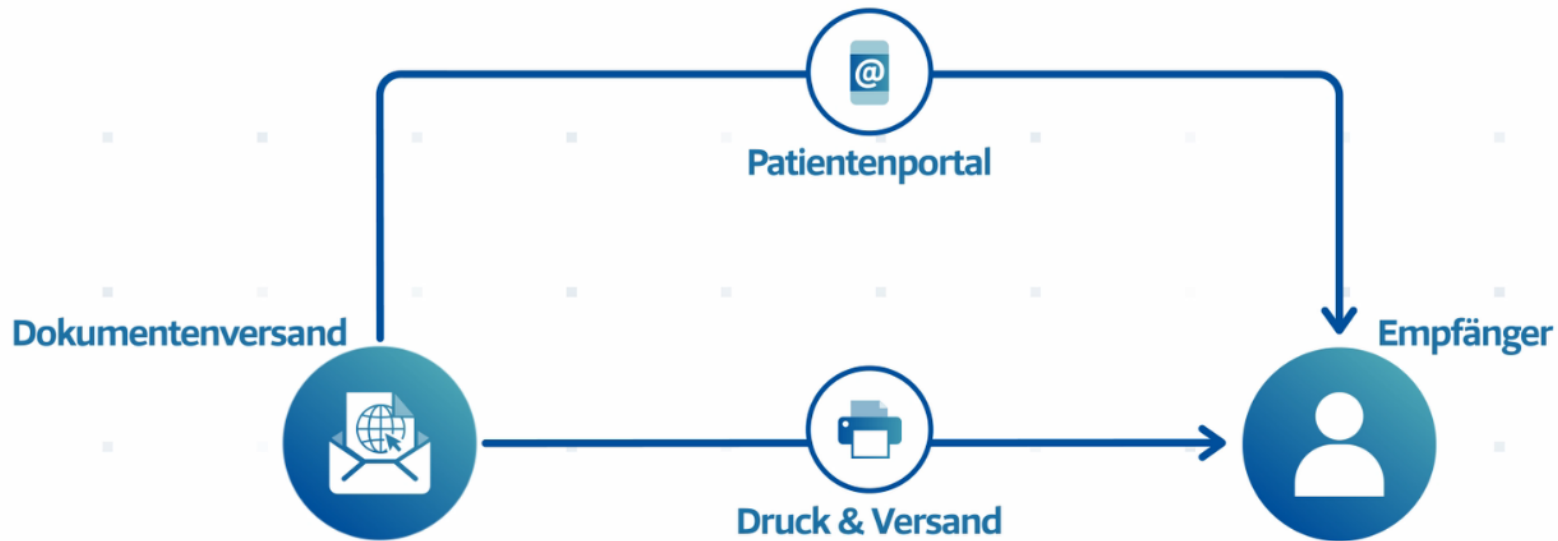 @
Patientenportal
Dokumentenversand
Empfänger
Druck & Versand